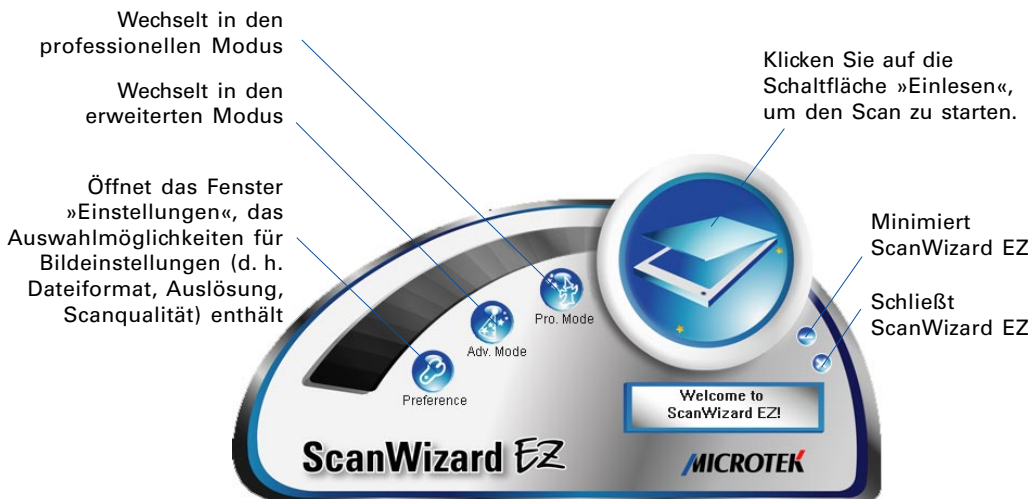 Wechselt in den
professionellen Modus
Wechselt in den
erweiterten Modus
Öffnet das Fenster
»Einstellungen«, das
Auswahlmöglichkeiten für
Bildeinstellungen (d. h.
Dateiformat, Auslösung,
Scanqualität) enthält
Klicken Sie auf die
Schaltfläche »Einlesen«,
um den Scan zu starten.
Minimiert
ScanWizard EZ
Schließt
ScanWizard EZ
Pro. Mode
Adv. Mode
Preference
Welcome to
ScanWizard EZ!
ScanWizard EZ
MICROTEK